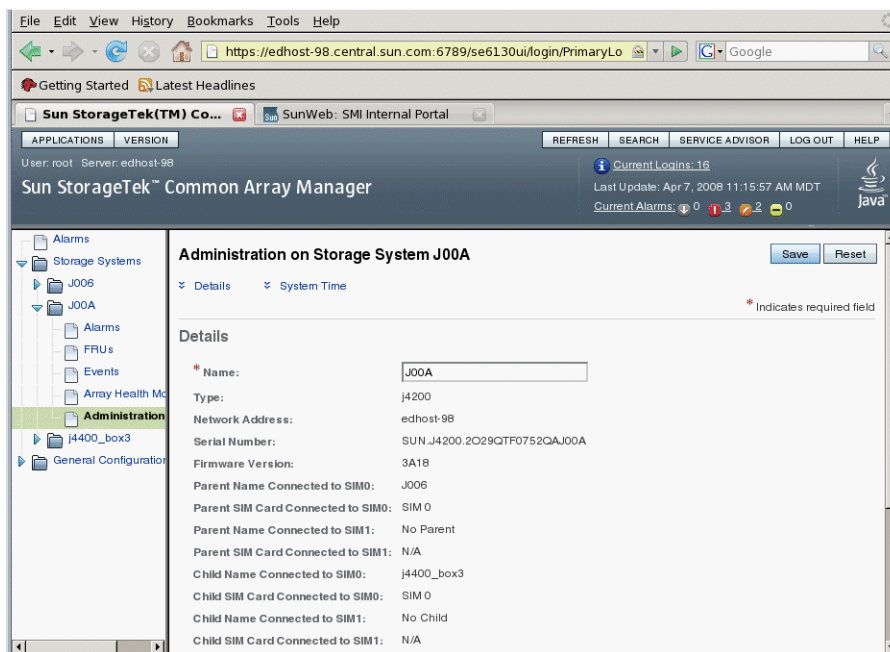 File Edit View History Bookmarks Tools Help
https://edhost-98.central.sun.com:6789/se6130ui/login/PrimaryLo
G Google
Getting Started Latest Headlines
Sun StorageTek(TM) Co...
Sun SunWeb: SMI Internal Portal
APPLICATIONS VERSION
REFRESH SEARCH SERVICE ADVISOR LOG OUT HELP
User: root Server: edhost-98
Sun StorageTek™ Common Array Manager
Current Logins: 16
Last Update: Apr 7, 2008 11:15:57 AM MDT
Current Alarms: 0 3 2 0
Java
Alarms
Storage Systems
J006
J00A
Alarms
FRUs
Events
Array Health Mo
Administration
j4400_box3
General Configuration
Administration on Storage System J00A
Save Reset
Details System Time
* Indicates required field
Details
* Name: J00A
Type: j4200
Network Address: edhost-98
Serial Number: SUN.J4200.2029QTF0752QAJ00A
Firmware Version: 3A18
Parent Name Connected to SIM0: J006
Parent SIM Card Connected to SIM0: SIM 0
Parent Name Connected to SIM1: No Parent
Parent SIM Card Connected to SIM1: N/A
Child Name Connected to SIM0: j4400_box3
Child SIM Card Connected to SIM0: SIM 0
Child Name Connected to SIM1: No Child
Child SIM Card Connected to SIM1: N/A